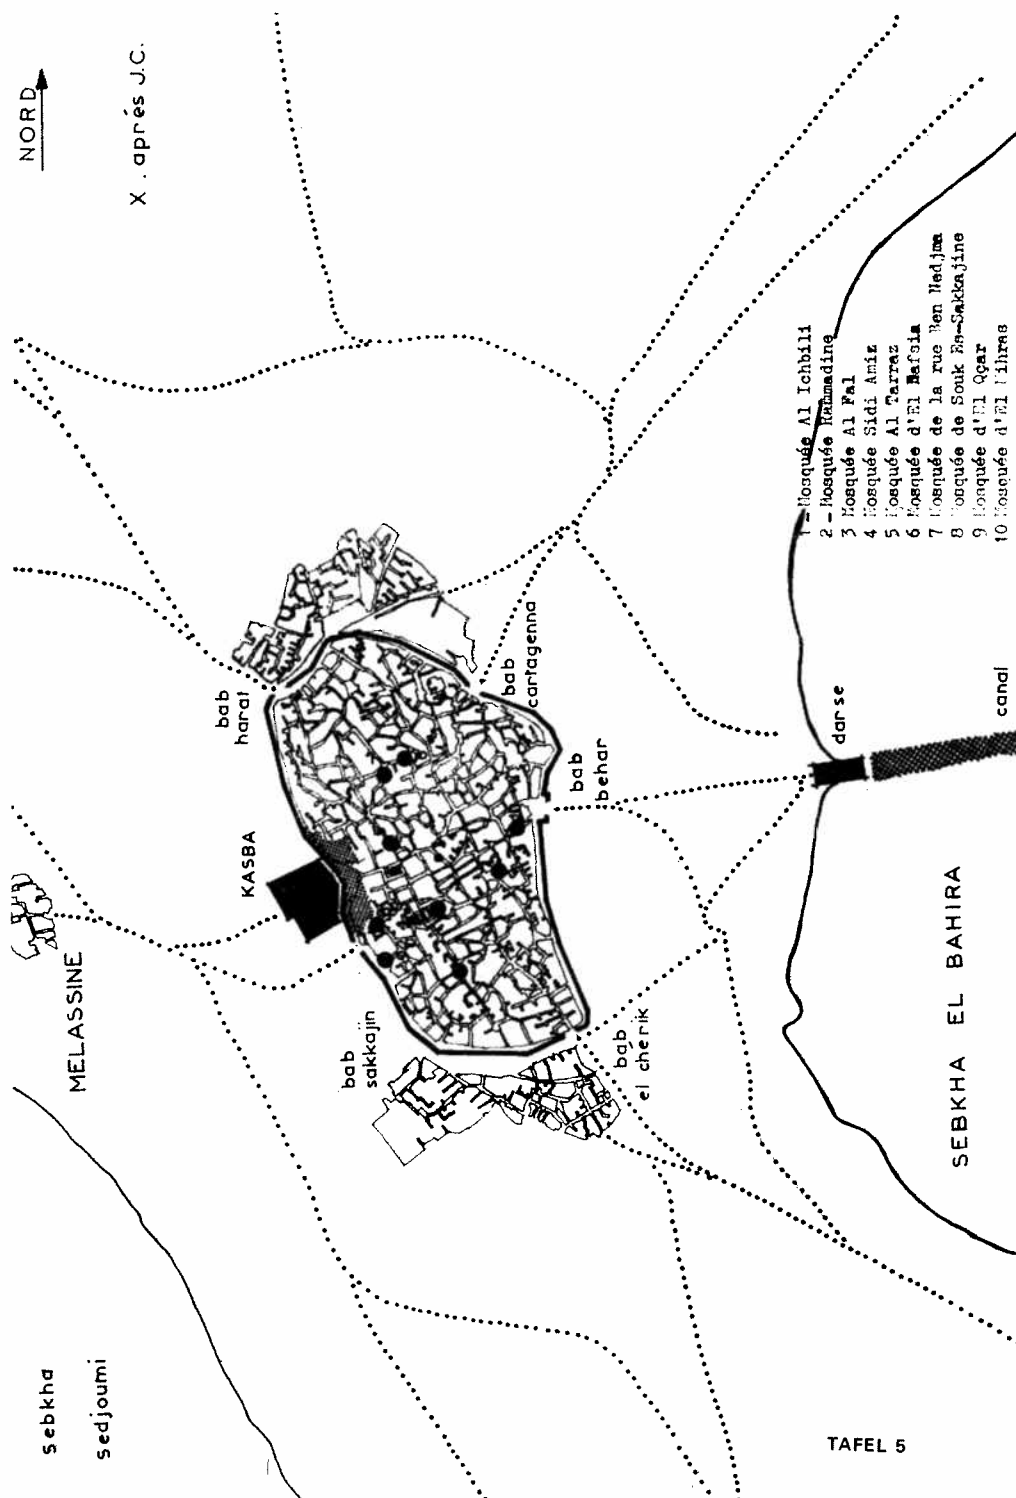 NORD
X . aprés J.C.
bab
harat
KASBA
MELASSINE
bab
sakkajin
bab
cartagenna
bab
behar
bab
el chérik
Sebkha
Sedjoumi
1 - Mosquée Al Ichbili
2 - Mosquée Hammadine
3 Mosquée Al Fal
4 Mosquée Sidi Amiz
5 Mosquée Al Tarraz
6 Mosquée d'El Hafsia
7 Mosquée de la rue Ben Nedjma
8 Mosquée de Souk Es-Sakkajine
9 Mosquée d'El Qçar
10 Mosquée d'El Mihras
darse
canal
SEBKHA EL BAHIRA
TAFEL 5